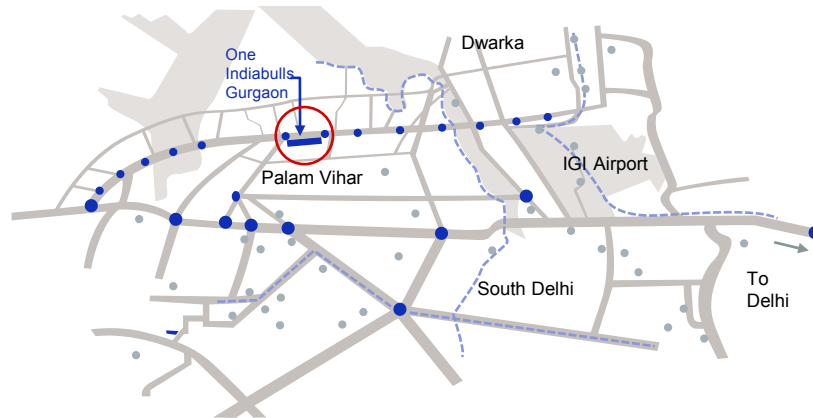 Dwarka
One
Indiabulls
Gurgaon
IGI Airport
Palam Vihar
To
Delhi
South Delhi